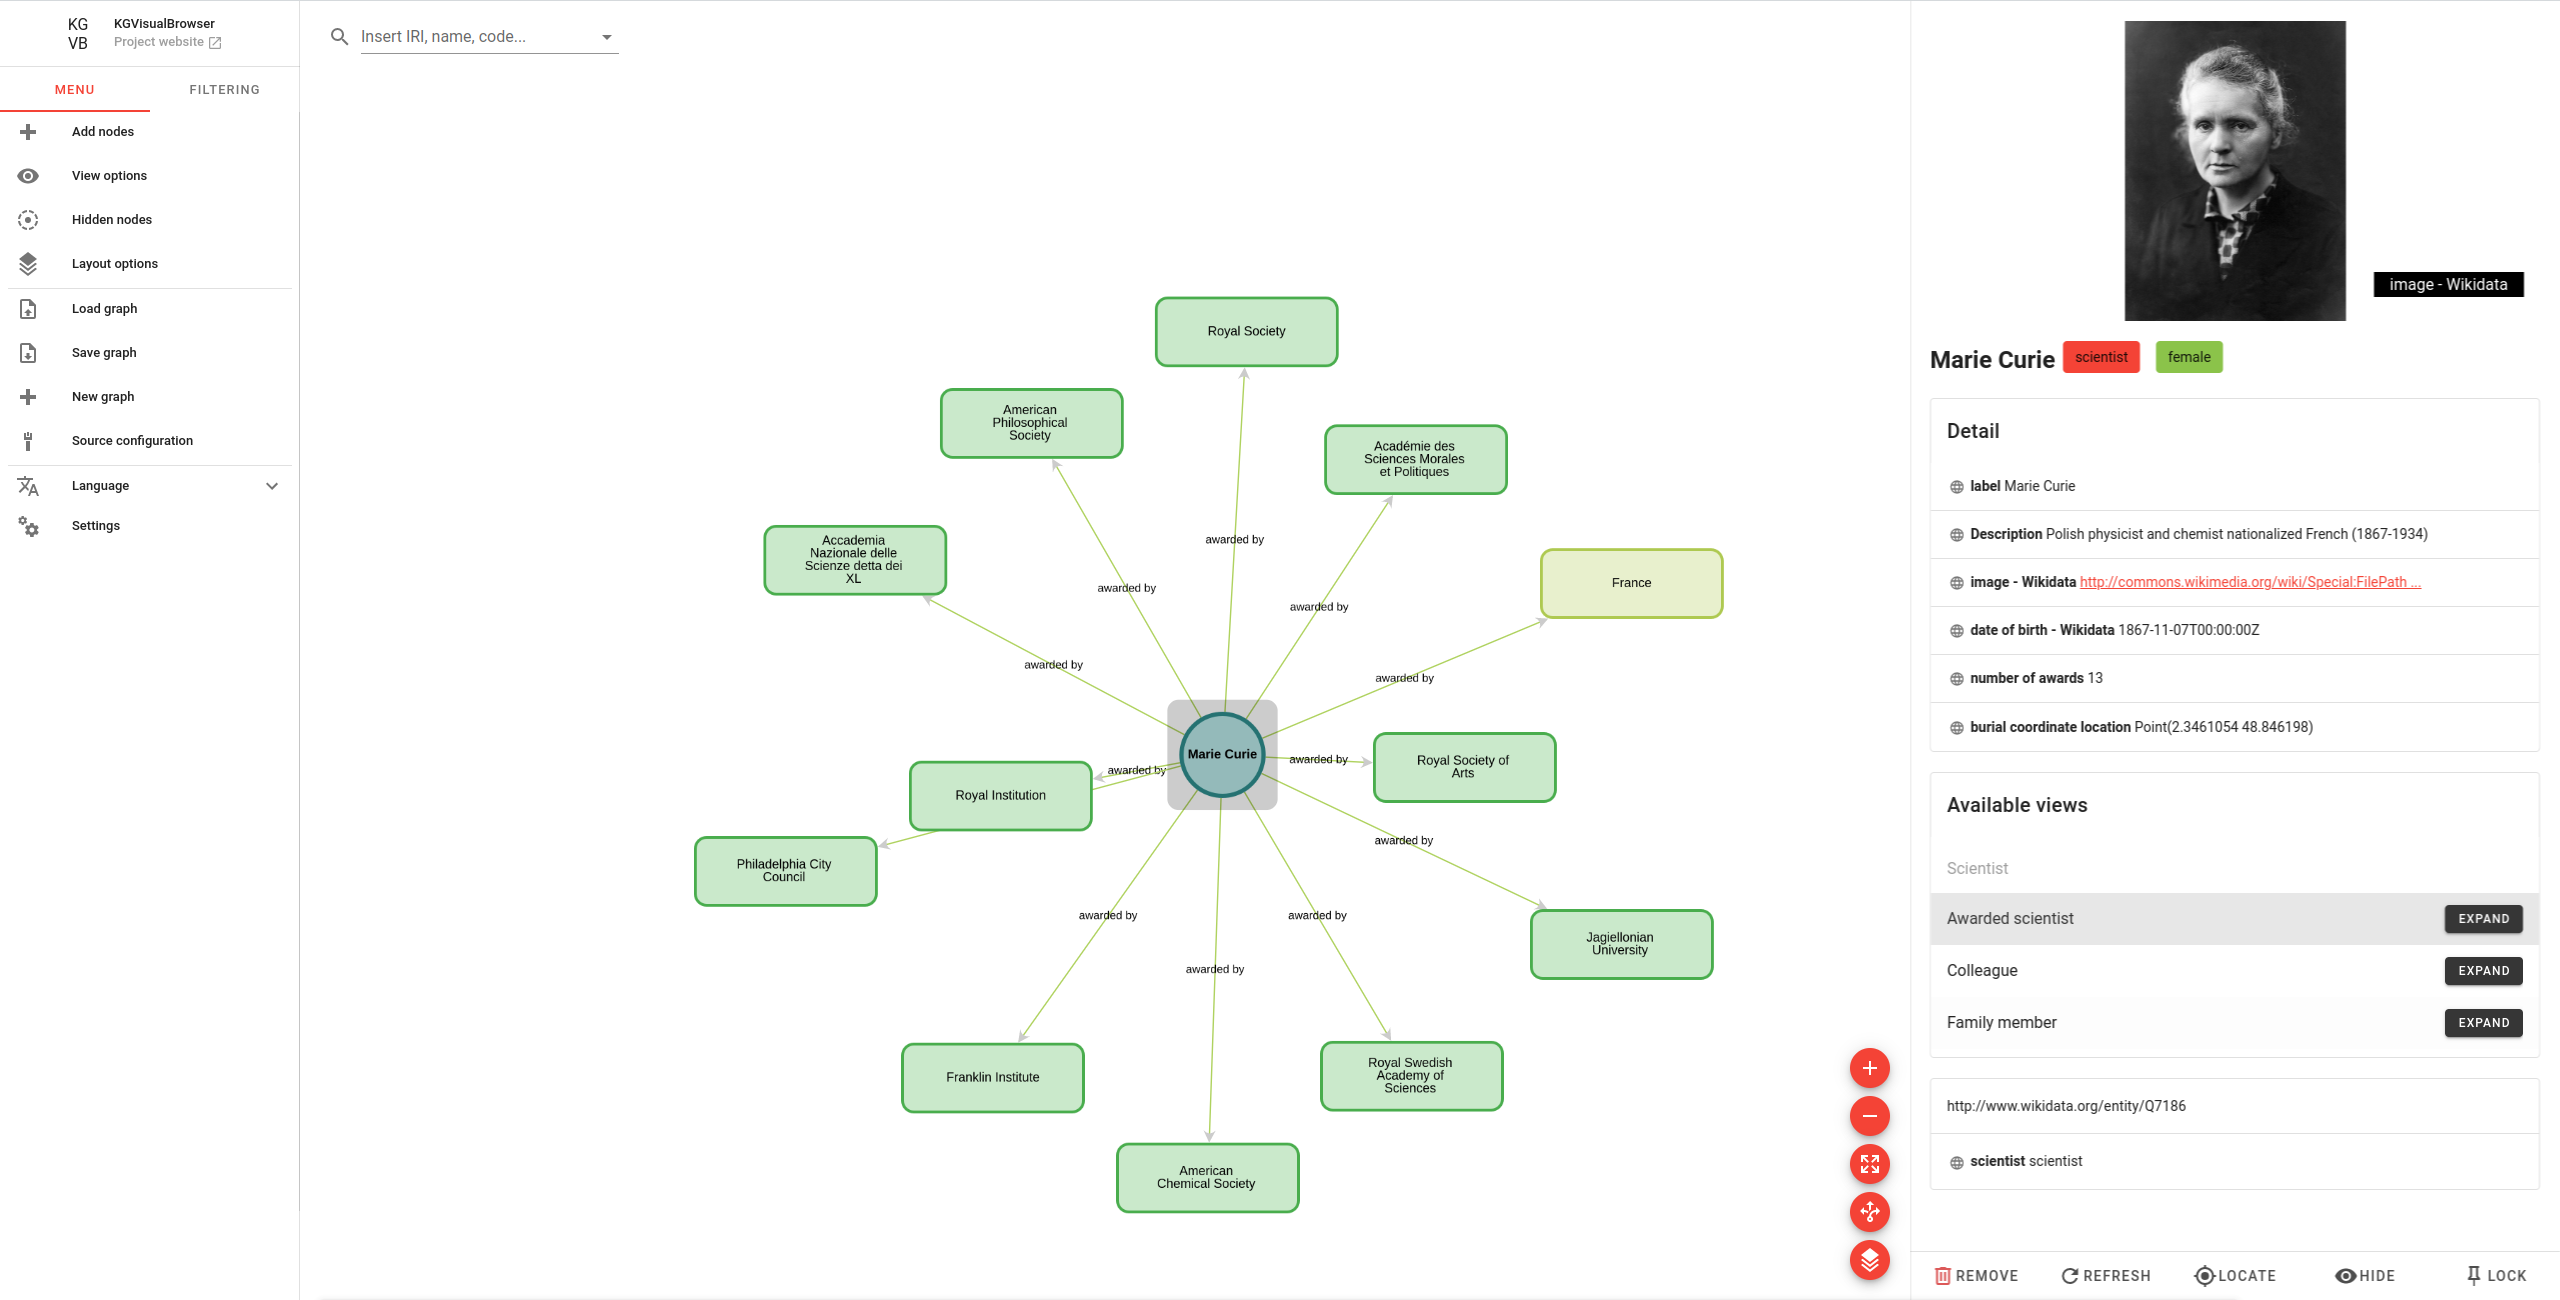 KG
VB
KGVisualBrowser
Project website
MENU
FILTERING
Add nodes
View options
Hidden nodes
Layout options
Load graph
Save graph
New graph
Source configuration
Language
Settings
Insert IRI, name, code...
Royal Society
American
Philosophical
Society
Académie des
Sciences Morales
et Politiques
Accademia
Nazionale delle
Scienze detta dei
XL
France
awarded by
awarded by
awarded by
awarded by
awarded by
Marie Curie
awarded by
Royal Society of
Arts
awarded by
Royal Institution
Philadelphia City
Council
awarded by
awarded by
awarded by
Jagiellonian
University
awarded by
Franklin Institute
Royal Swedish
Academy of
Sciences
American
Chemical Society
image - Wikidata
Marie Curie
scientist
female
Detail
label Marie Curie
Description Polish physicist and chemist nationalized French (1867-1934)
image - Wikidata http://commons.wikimedia.org/wiki/Special:FilePath ...
date of birth - Wikidata 1867-11-07T00:00:00Z
number of awards 13
burial coordinate location Point(2.3461054 48.846198)
Available views
Scientist
Awarded scientist EXPAND
Colleague EXPAND
Family member EXPAND
http://www.wikidata.org/entity/Q7186
scientist scientist
REMOVE REFRESH LOCATE HIDE LOCK